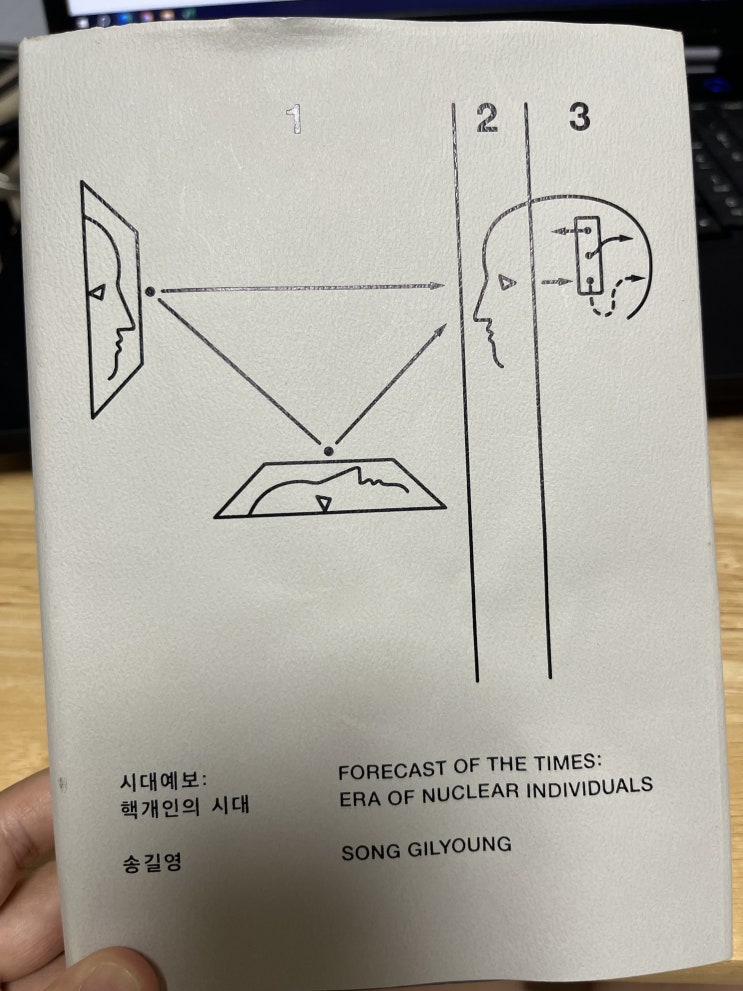 1 2 3
시대예보:
핵개인의 시대
송길영
FORECAST OF THE TIMES:
ERA OF NUCLEAR INDIVIDUALS
SONG GILYOUNG